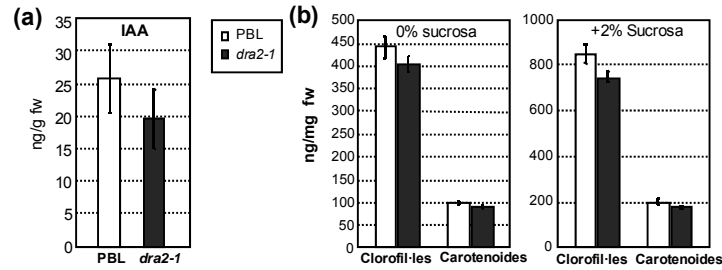 (a)
IAA
ng/g fw
35
30
25
20
15
10
5
0
PBL dra2-1
PBL
dra2-1
(b)
0% sucrosa
ng/mg fw
500
450
400
350
300
250
200
150
100
50
0
Clorofil·les Carotenoides
+2% Sucrosa
1000
800
600
400
200
0
Clorofil·les Carotenoides